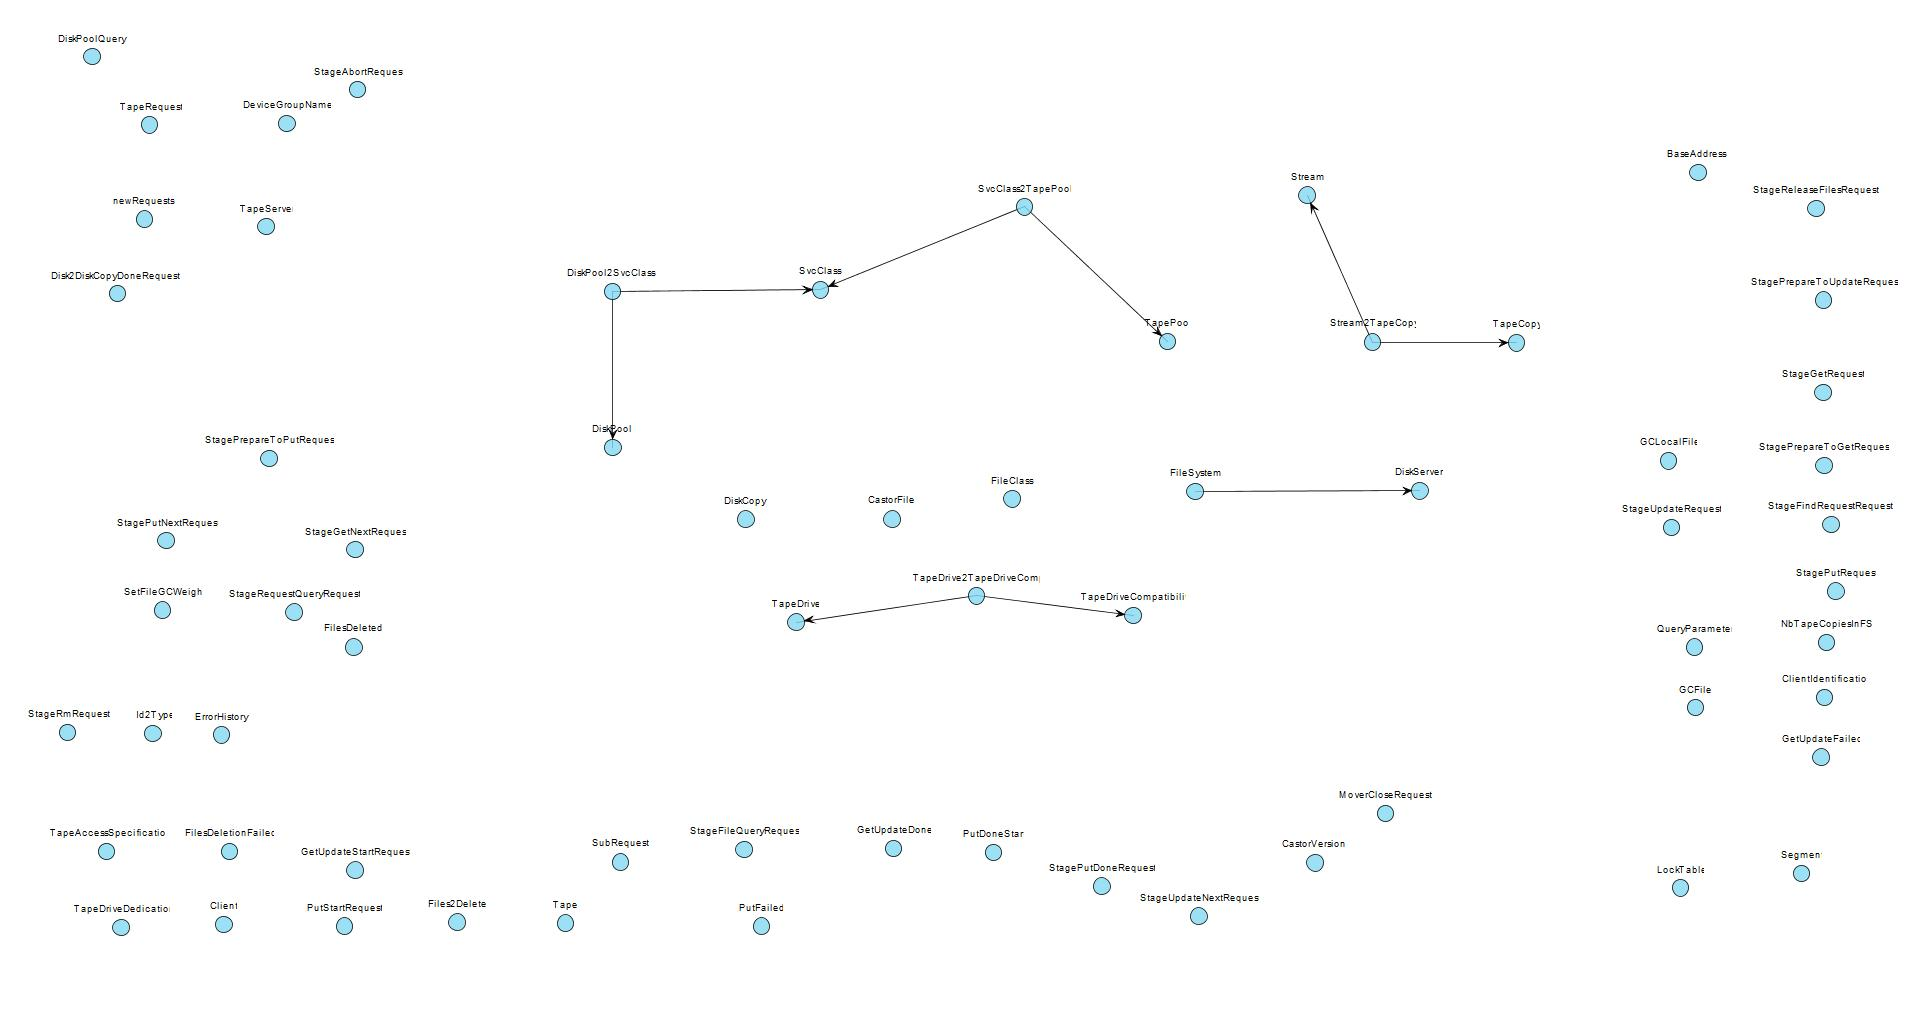 DiskPoolQuery
StageAbortReques
TapeRequest
DeviceGroupName
BaseAddress
Stream
SvcClass2TapePool
StageReleaseFilesRequest
newRequests
TapeServer
Disk2DiskCopyDoneRequest
DiskPool2SvcClass
SvcClass
StagePrepareToUpdateReques
TapePoo
Stream2TapeCopy
TapeCopy
StageGetRequest
DiskPool
StagePrepareToPutReques
GCLocalFile
StagePrepareToGetReques
FileSystem
DiskServer
FileClass
DiskCopy
CastorFile
StageUpdateRequest
StageFindRequestRequest
StagePutNextReques
StageGetNextReques
StagePutReques
TapeDrive2TapeDriveComp
SetFileGCWeigh
StageRequestQueryRequest
TapeDrive
TapeDriveCompatibili
FilesDeleted
QueryParameter
NbTapeCopiesInFS
ClientIdentificatio
GCFile
StageRmRequest
Id2Type
ErrorHistory
GetUpdateFailed
MoverCloseRequest
TapeAccessSpecificatio
FilesDeletionFailed
GetUpdateStartReques
SubRequest
StageFileQueryReques
GetUpdateDone
PutDoneStar
CastorVersion
StagePutDoneRequest
LockTable
Segmen
TapeDriveDedicatio
Client
PutStartRequest
Files2Delete
Tape
PutFailed
StageUpdateNextReques